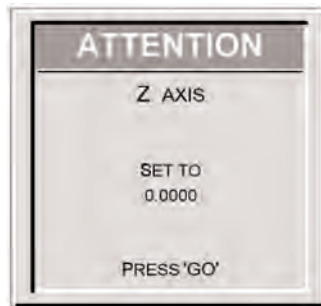 ATTENTION
Z AXIS
SET TO
0.0000
PRESS 'GO'